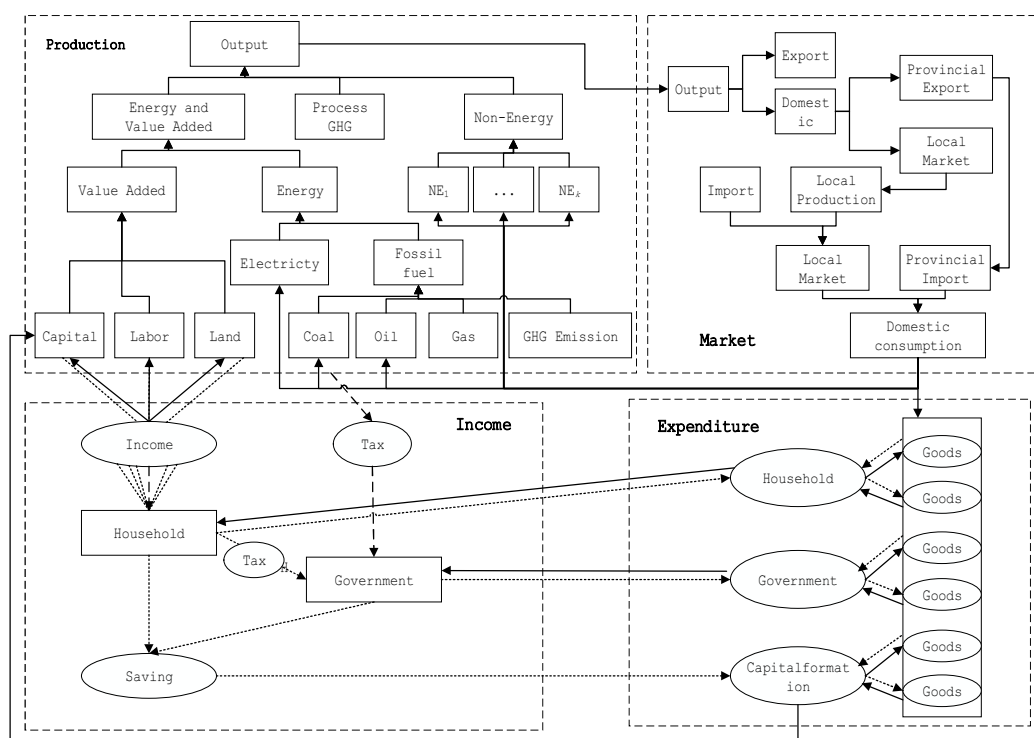 Production
Output
Energy and
Value Added
Process
GHG
Non-Energy
Value Added
Energy
NE1
...
NEk
Electricty
Fossil
fuel
Capital
Labor
Land
Coal
Oil
Gas
GHG Emission
Output
Export
Domest
ic
Provincial
Export
Local
Market
Import
Local
Production
Local
Market
Provincial
Import
Market
Domestic
consumption
Income
Income
Tax
Household
Tax
Government
Saving
Expenditure
Household
Goods
Goods
Government
Goods
Goods
Capitalformat
ion
Goods
Goods